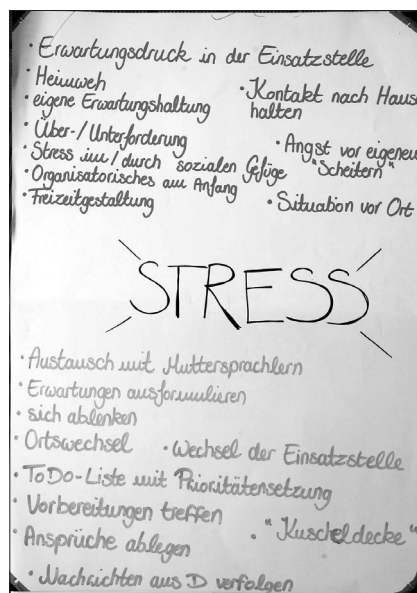 · Erwartungsdruck in der Einsatzstelle
· Heimweh
· Kontakt nach Haus
halten
· eigene Erwartungshaltung
· Über-/Unterforderung
· Angst vor eigenem
"Scheitern"
· Stress im/durch sozialen Gefüge
· Organisatorisches am Anfang
· Freizeitgestaltung
· Situation vor Ort
STRESS
· Austausch mit Muttersprachlern
· Erwartungen ausformulieren
· sich ablenken
· Ortswechsel
· Wechsel der Einsatzstelle
· ToDo-Liste mit Prioritätensetzung
· Vorbereitungen treffen
· "Kuscheldecke"
· Ansprüche ablegen
· Nachrichten aus D verfolgen